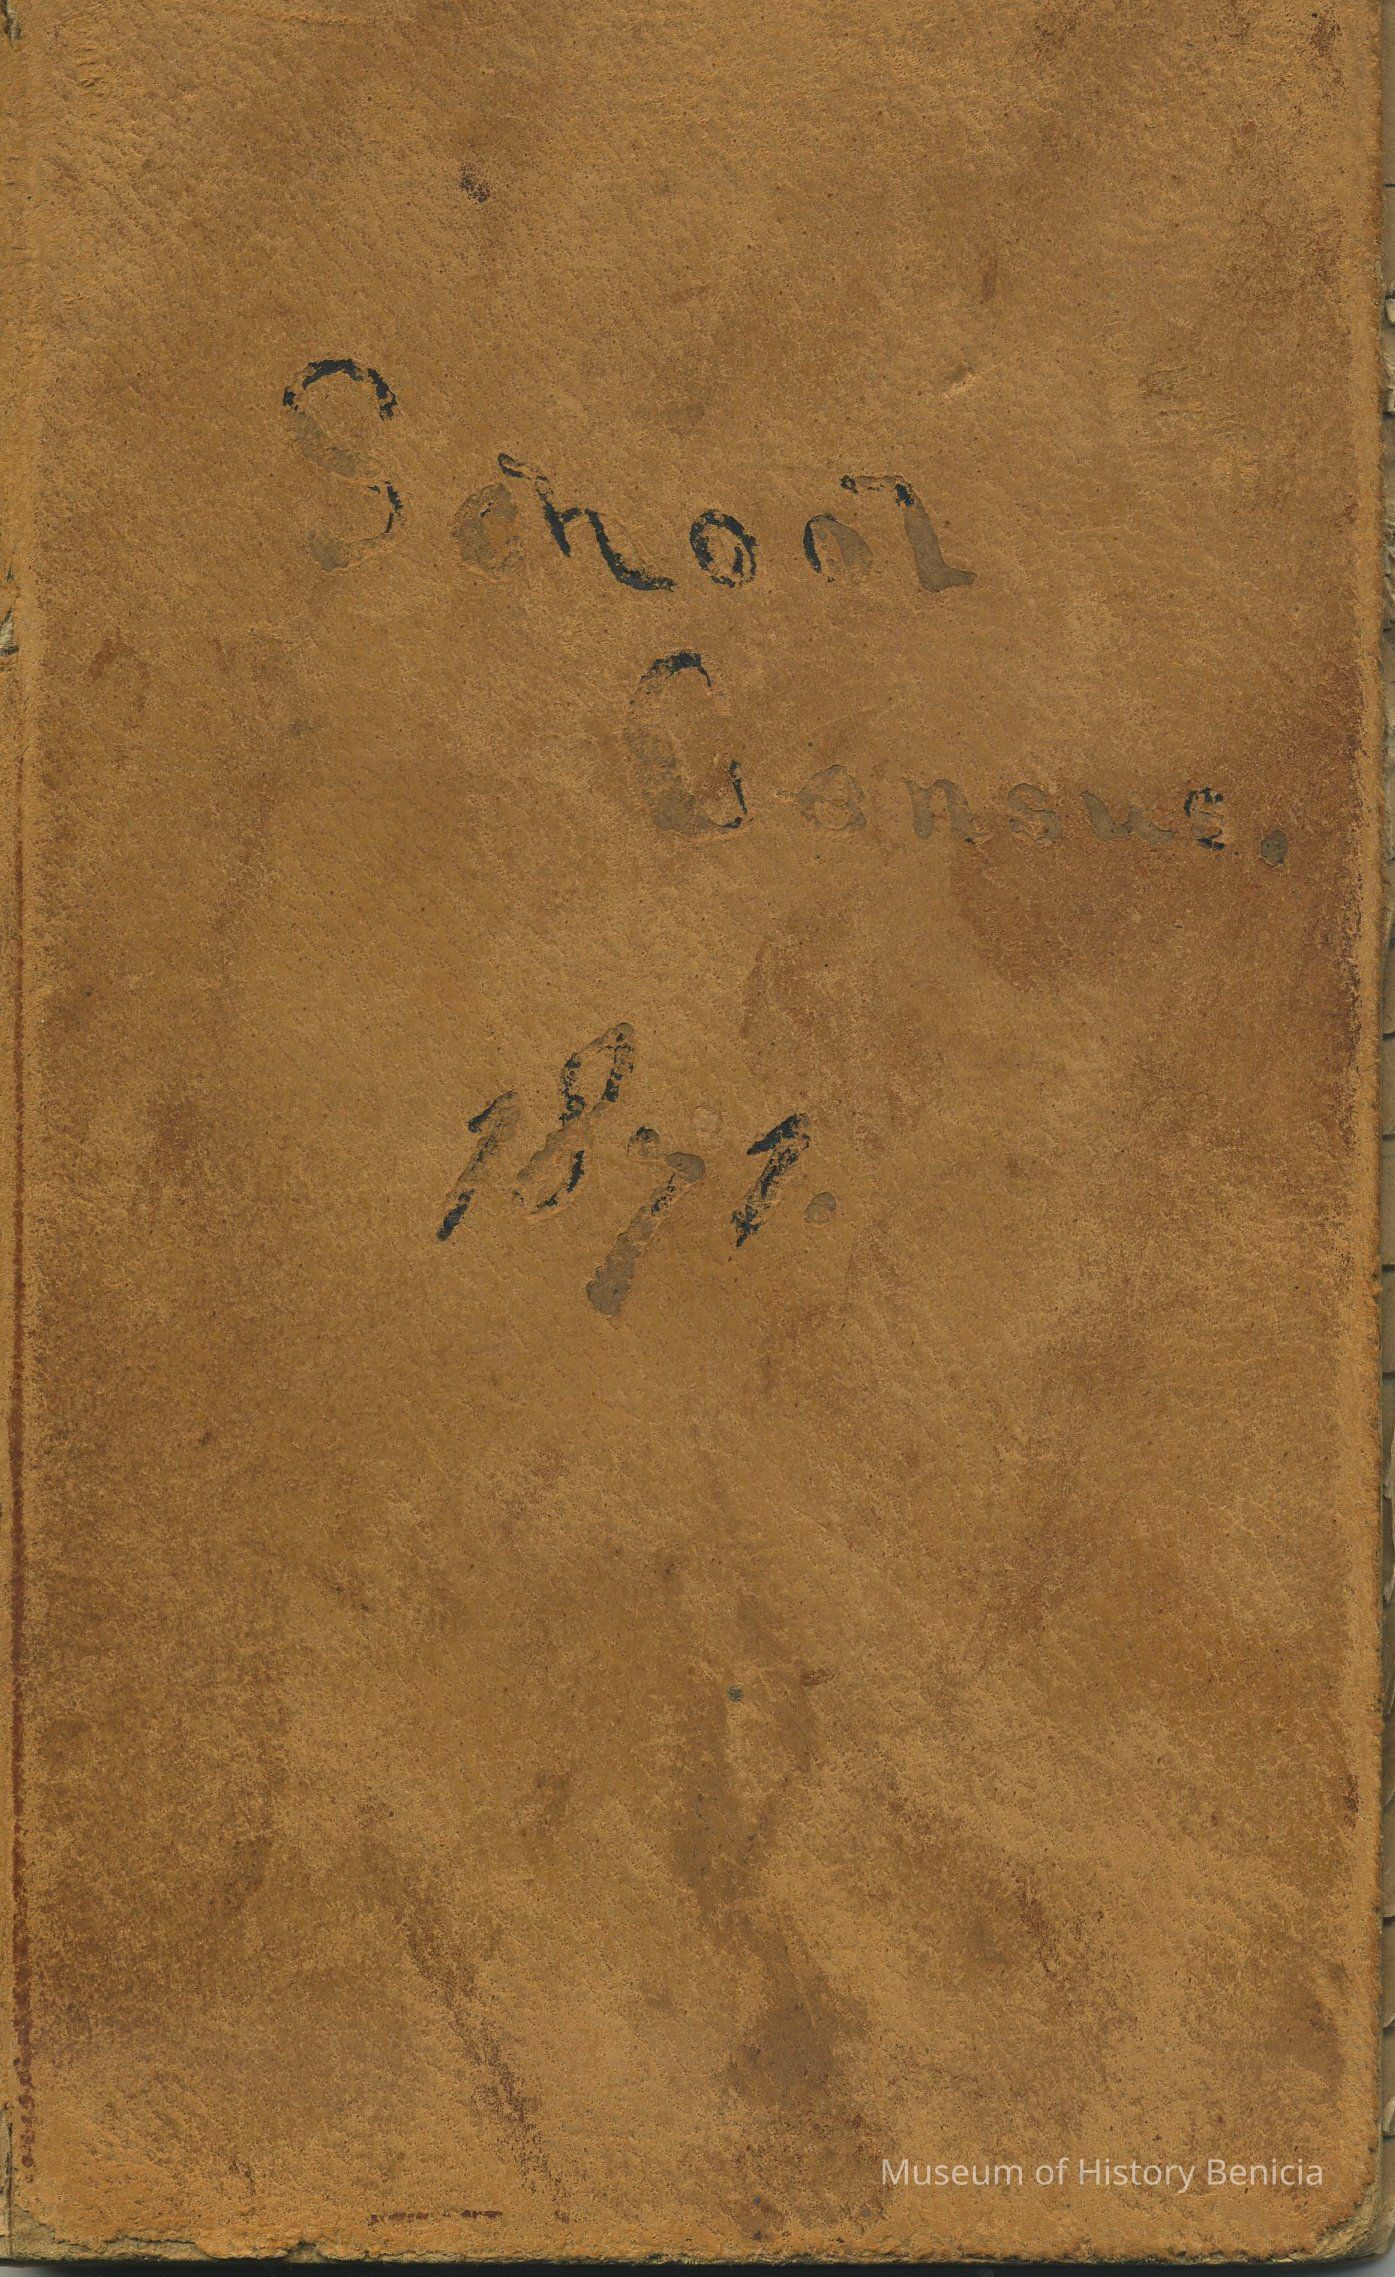 School
Census.
1871.
Museum of History Benicia